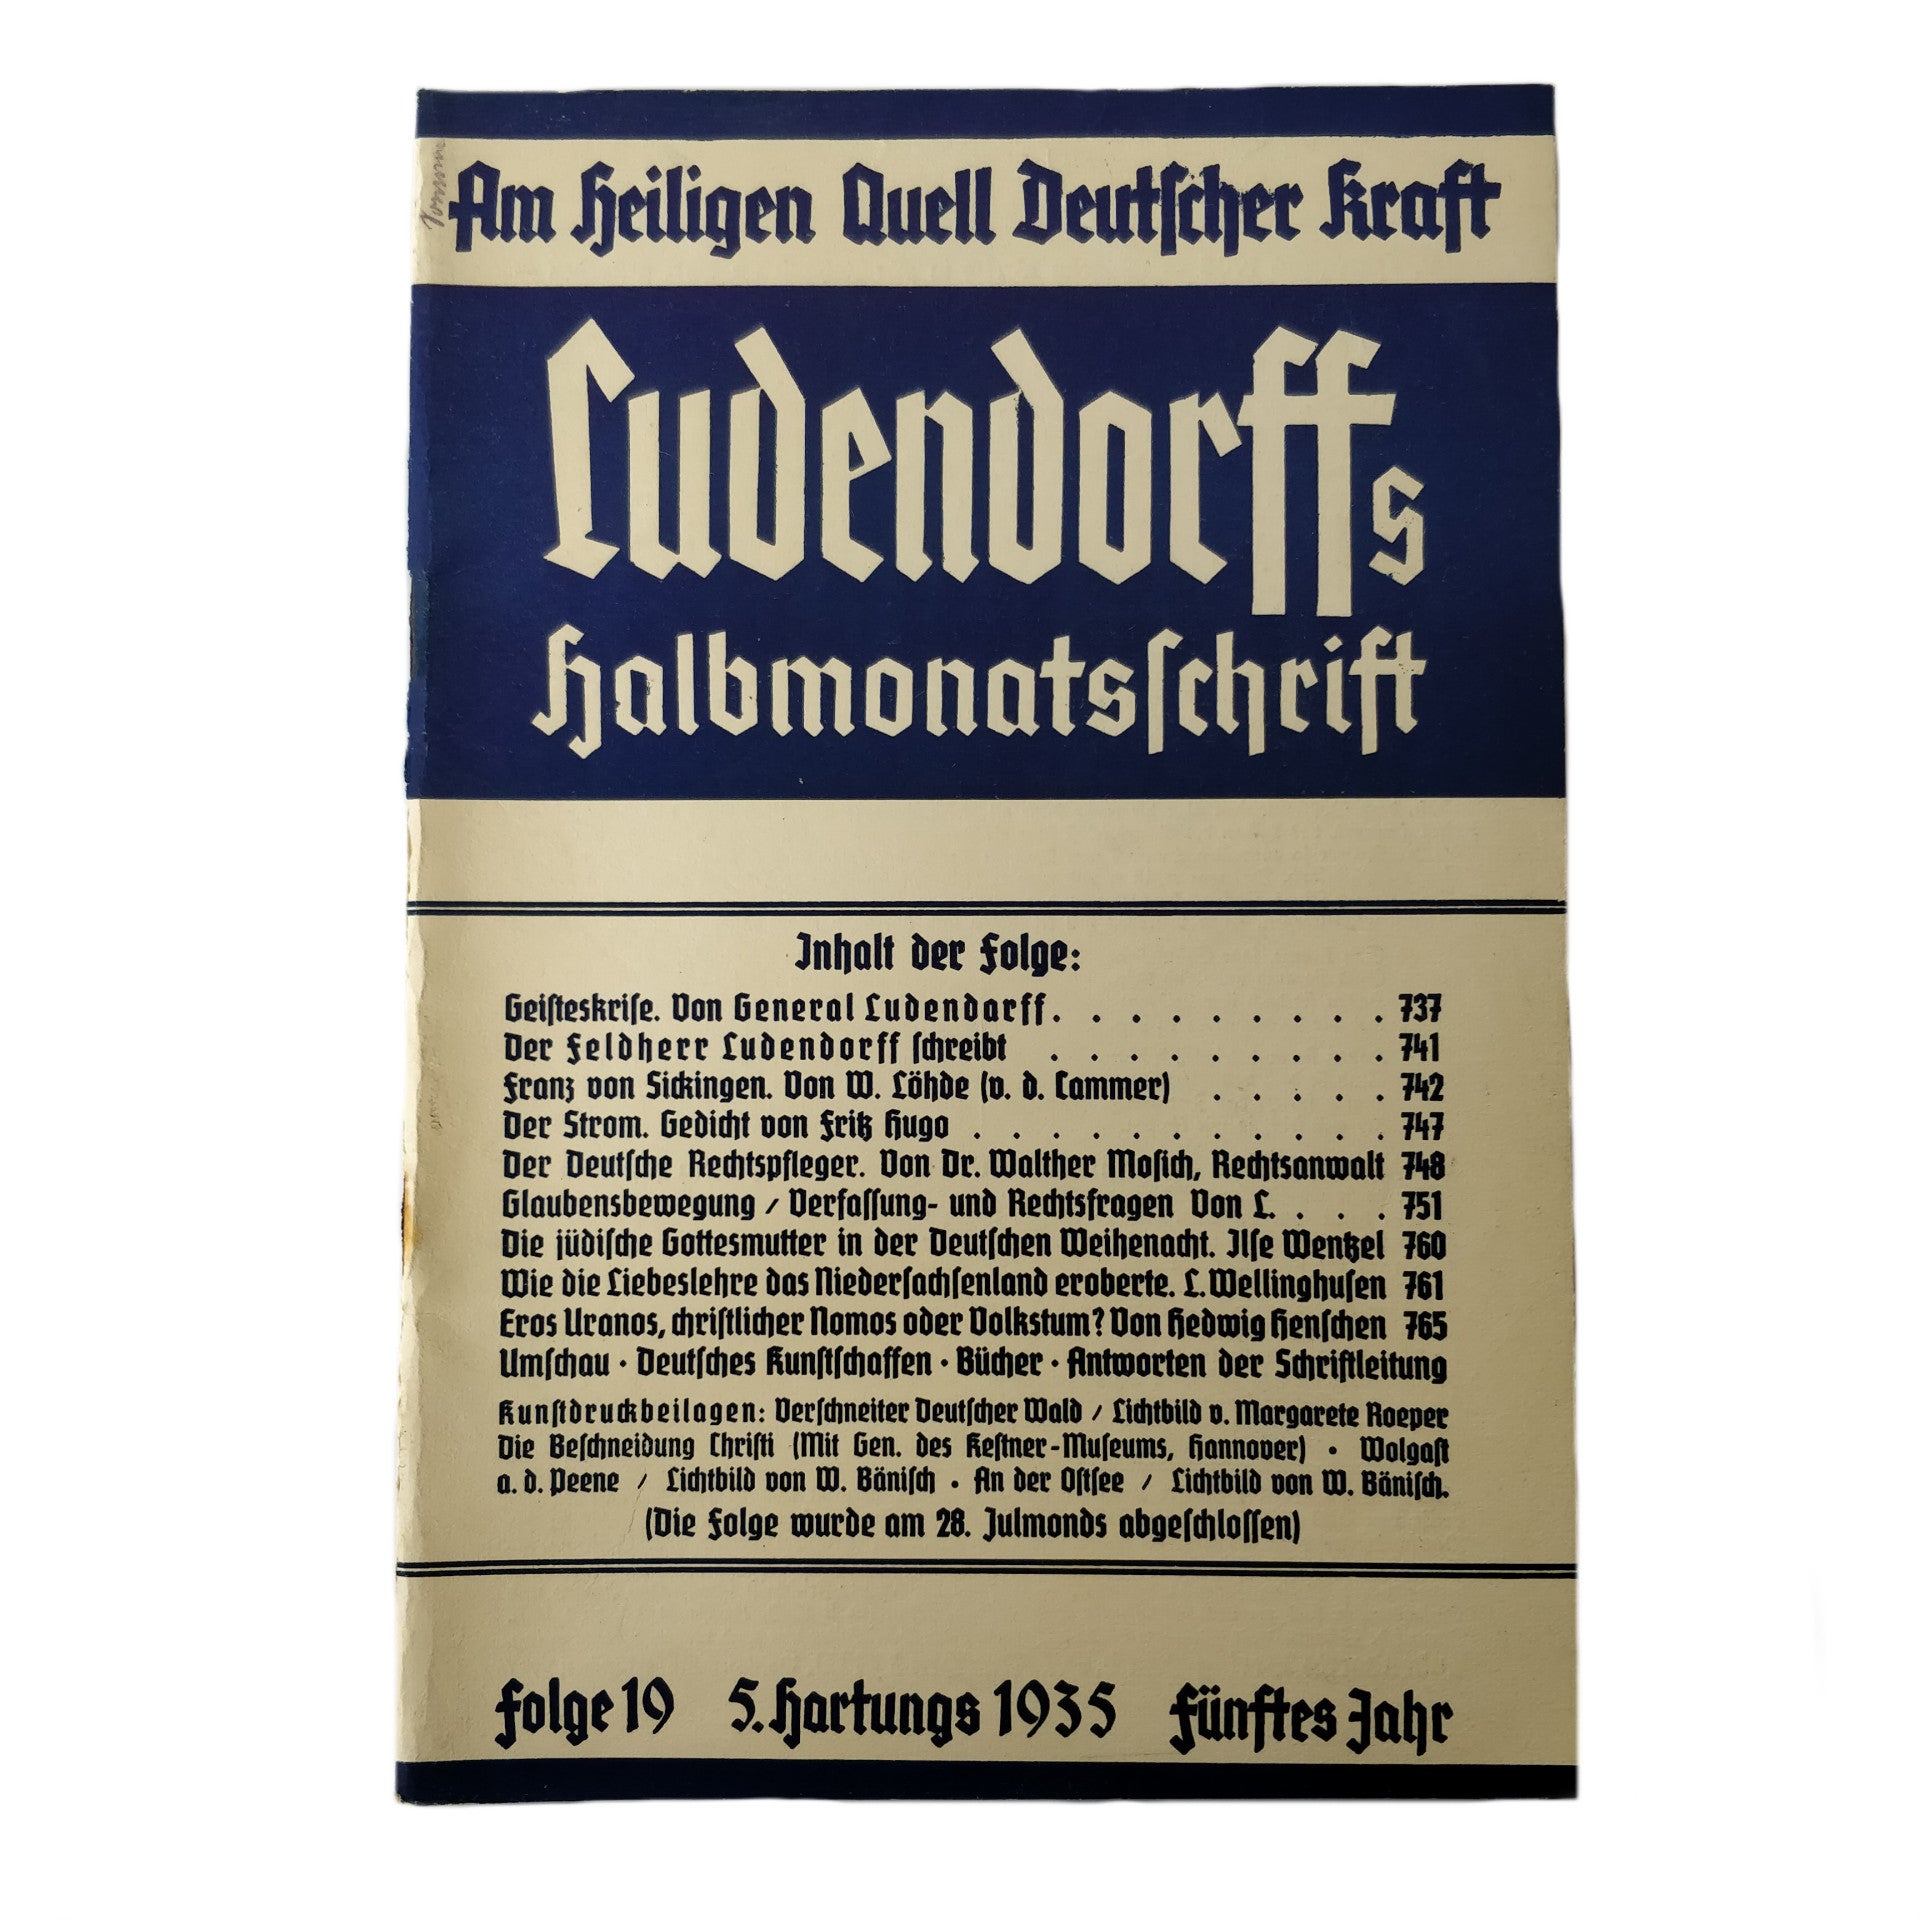 Am Heiligen Quell Deutscher Kraft
Ludendorffs
Halbmonatsschrift
Inhalt der Folge:
Geisteskrise. Von General Ludendorff. . . . . . . . . . 737
Der Feldherr Ludendorff schreibt . . . . . . . . . 741
Franz von Sickingen. Von W. Löhde (v. d. Cammer) . . . . . 742
Der Strom. Gedicht von Fritz Hugo . . . . . . . . . . . 747
Der Deutsche Rechtspfleger. Von Dr. Walther Mosich, Rechtsanwalt 748
Glaubensbewegung / Verfassung- und Rechtsfragen Von L. . . . 751
Die jüdische Gottesmutter in der Deutschen Weihenacht. Ilse Wentzel 760
Wie die Liebeslehre das Niedersachsenland eroberte. L. Wellinghusen 761
Eros Uranos, christlicher Nomos oder Volkstum? Von Hedwig Henschen 765
Umschau · Deutsches Kunstschaffen · Bücher · Antworten der Schriftleitung
Kunstdruckbeilagen: Verschneiter Deutscher Wald / Lichtbild v. Margarete Roeper
Die Beschneidung Christi (Mit Gen. des Kestner-Museums, Hannover) · Wolgast
a. d. Peene / Lichtbild von W. Bänisch · An der Ostsee / Lichtbild von W. Bänisch.
(Die Folge wurde am 28. Julmonds abgeschlossen)
Folge 19 5. Hartungs 1935 Fünftes Jahr